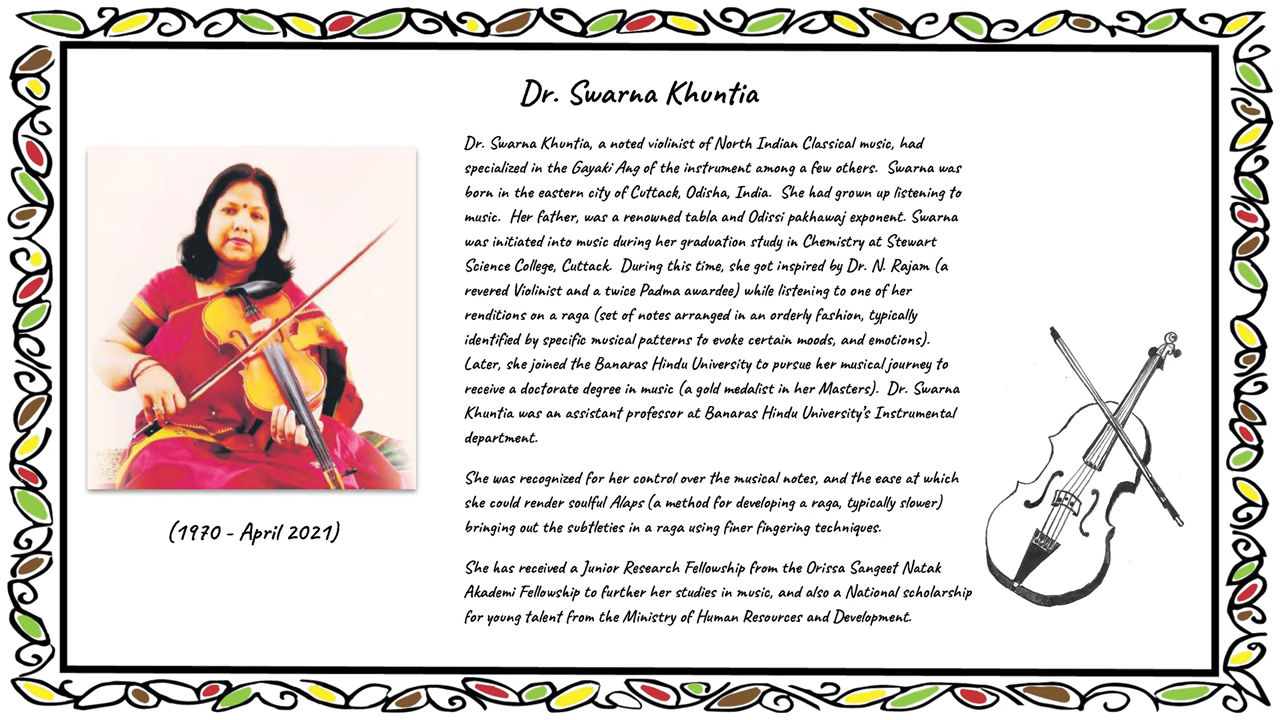 Dr. Swarna Khuntia
Dr. Swarna Khuntia, a noted violinist of North Indian Classical music, had
specialized in the Gayaki Ang of the instrument among a few others.  Swarna was
born in the eastern city of Cuttack, Odisha, India.  She had grown up listening to
music.  Her father, was a renowned tabla and Odissi pakhawaj exponent. Swarna
was initiated into music during her graduation study in Chemistry at Stewart
Science College, Cuttack.  During this time, she got inspired by Dr. N. Rajam (a
revered Violinist and a twice Padma awardee) while listening to one of her
renditions on a raga (set of notes arranged in an orderly fashion, typically
identified by specific musical patterns to evoke certain moods, and emotions).
Later, she joined the Banaras Hindu University to pursue her musical journey to
receive a doctorate degree in music (a gold medalist in her Masters).  Dr. Swarna
Khuntia was an assistant professor at Banaras Hindu University's Instrumental
department.
She was recognized for her control over the musical notes, and the ease at which
she could render soulful Alaps (a method for developing a raga, typically slower)
bringing out the subtleties in a raga using finer fingering techniques.
She has received a Junior Research Fellowship from the Orissa Sangeet Natak
Akademi Fellowship to further her studies in music, and also a National scholarship
for young talent from the Ministry of Human Resources and Development.
(1970 - April 2021)